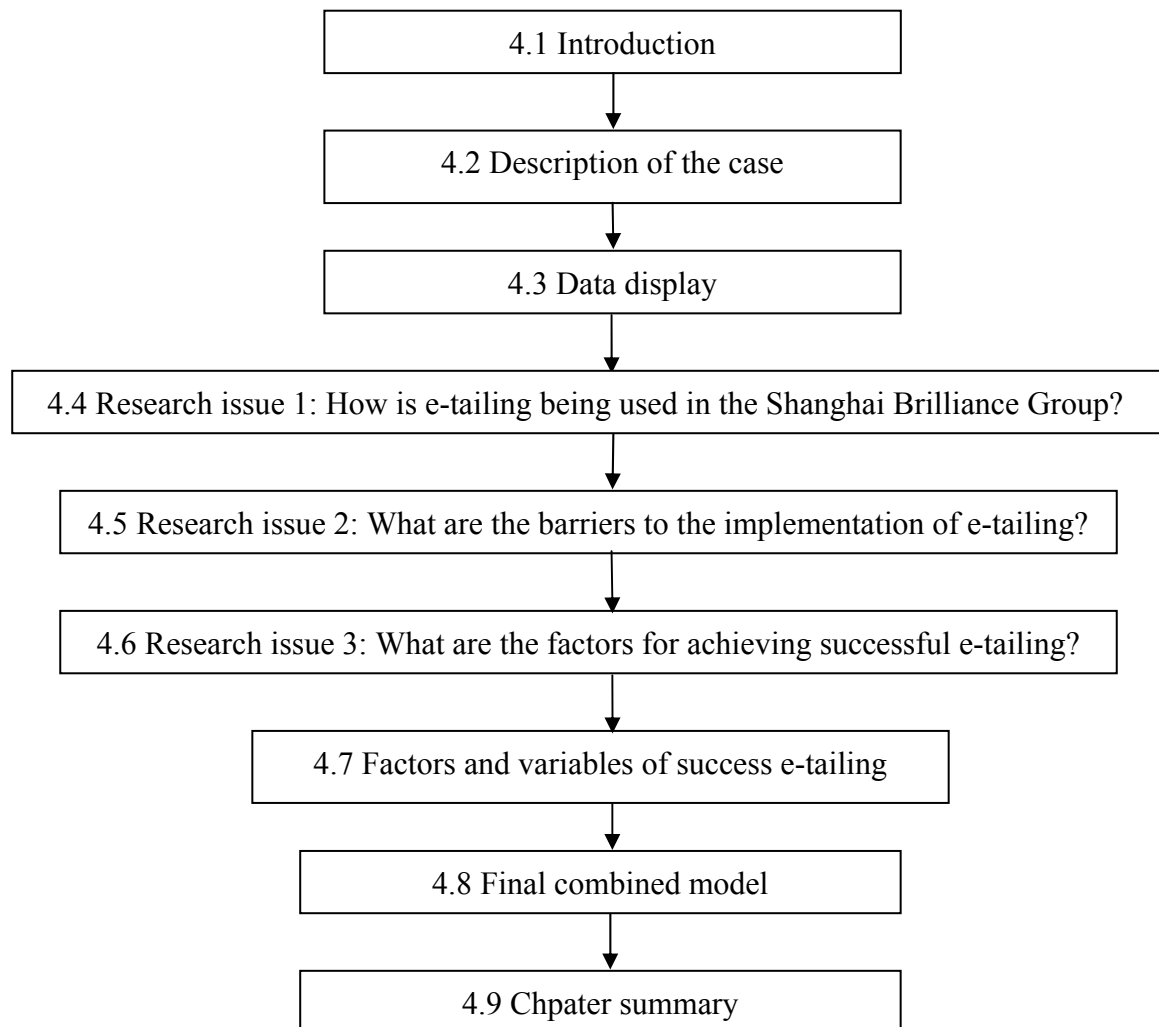 4.1 Introduction
4.2 Description of the case
4.3 Data display
4.4 Research issue 1: How is e-tailing being used in the Shanghai Brilliance Group?
4.5 Research issue 2: What are the barriers to the implementation of e-tailing?
4.6 Research issue 3: What are the factors for achieving successful e-tailing?
4.7 Factors and variables of success e-tailing
4.8 Final combined model
4.9 Chpater summary